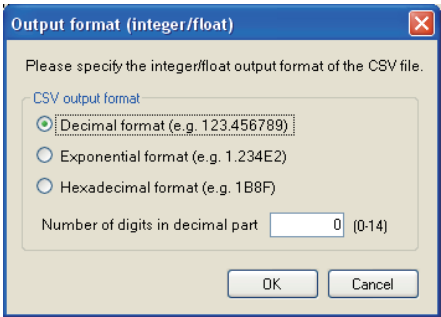 Output format (integer/float)
Please specify the integer/float output format of the CSV file.
CSV output format
Decimal format (e.g. 123.456789)
Exponential format (e.g. 1.234E2)
Hexadecimal format (e.g. 1B8F)
Number of digits in decimal part 0 (0-14)
OK Cancel